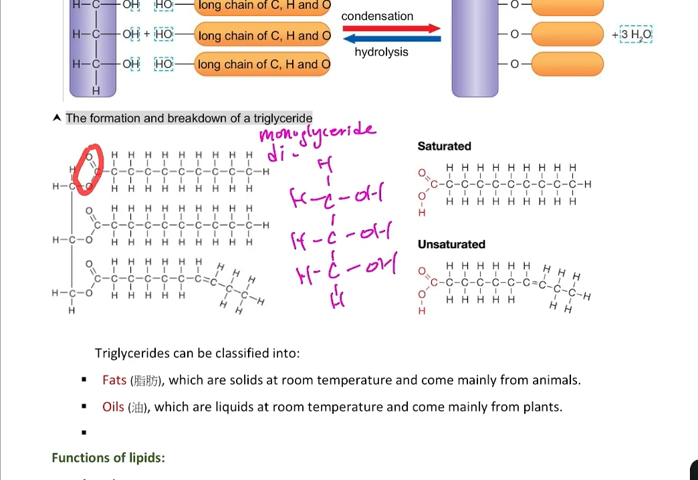 H-C-OH HO long chain of C, H and O -O-
condensation
H-C-OH + HO long chain of C, H and O -O- + 3 H₂O
hydrolysis
H-C-OH HO long chain of C, H and O -O-
H
▲ The formation and breakdown of a triglyceride
monoglyceride
di-
H
H-C-OH
H-C-OH
H-C-OH
H
H H H H H H H H H
O
C-C-C-C-C-C-C-C-C-H
H H H H H H H H H
H
H-C-O
H H H H H H H H H
O
C-C-C-C-C-C-C-C-C-H
H-C-O
H H H H H H H H H
H H H H H H H H H
O
C-C-C-C-C-C=C-C-C-C-H
H-C-O
H H H H H H H
H
Saturated
H H H H H H H H H
O
C-C-C-C-C-C-C-C-C-H
O
H H H H H H H H H
H
Unsaturated
H H H H H H H H H
O
C-C-C-C-C-C-C=C-C-C-C-H
O
H H H H H H H
H
Triglycerides can be classified into:
▪ Fats (脂肪), which are solids at room temperature and come mainly from animals.
▪ Oils (油), which are liquids at room temperature and come mainly from plants.
▪
Functions of lipids: